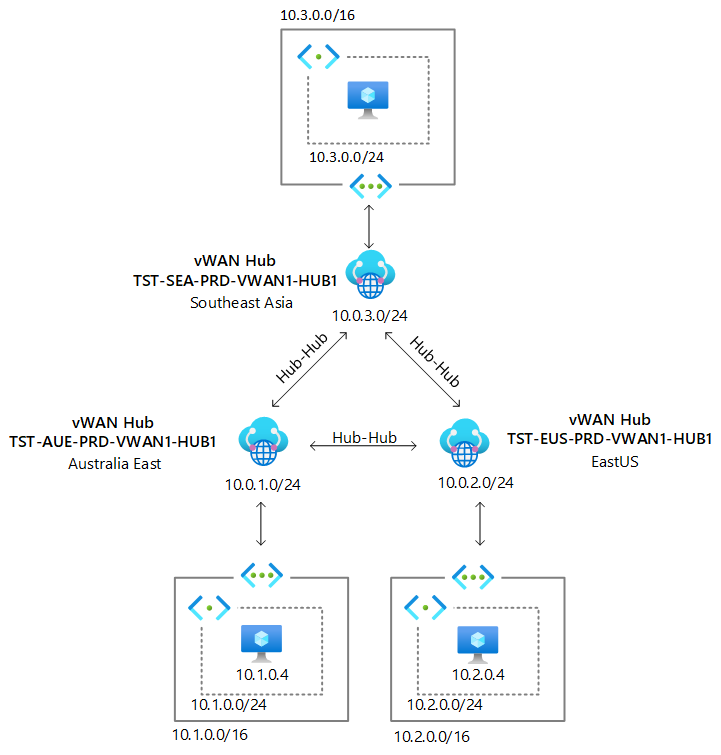 10.3.0.0/16
10.3.0.0/24
vWAN Hub
TST-SEA-PRD-VWAN1-HUB1
Southeast Asia
10.0.3.0/24
Hub-Hub
Hub-Hub
vWAN Hub
TST-AUE-PRD-VWAN1-HUB1
Australia East
10.0.1.0/24
Hub-Hub
vWAN Hub
TST-EUS-PRD-VWAN1-HUB1
EastUS
10.0.2.0/24
10.1.0.4
10.1.0.0/24
10.1.0.0/16
10.2.0.4
10.2.0.0/24
10.2.0.0/16